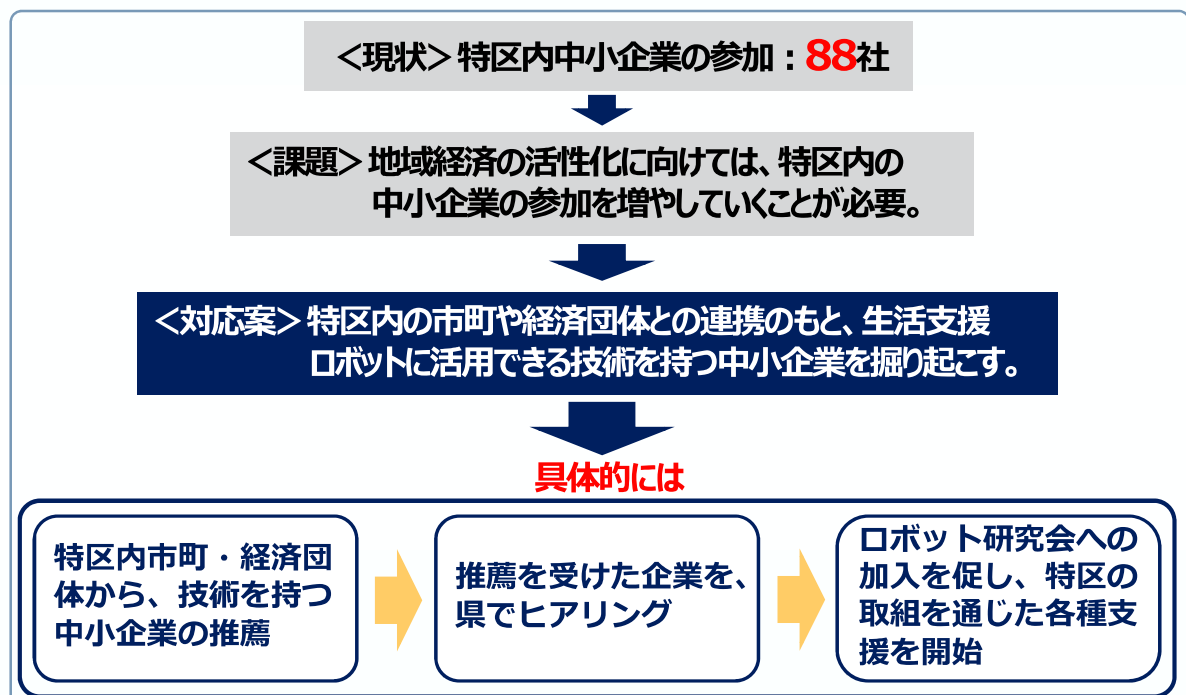 ＜現状＞特区内中小企業の参加：88社
＜課題＞地域経済の活性化に向けては、特区内の
中小企業の参加を増やしていくことが必要。
＜対応案＞特区内の市町や経済団体との連携のもと、生活支援
ロボットに活用できる技術を持つ中小企業を掘り起こす。
具体的には
特区内市町・経済団
体から、技術を持つ
中小企業の推薦
推薦を受けた企業を、
県でヒアリング
ロボット研究会への
加入を促し、特区の
取組を通じた各種支
援を開始